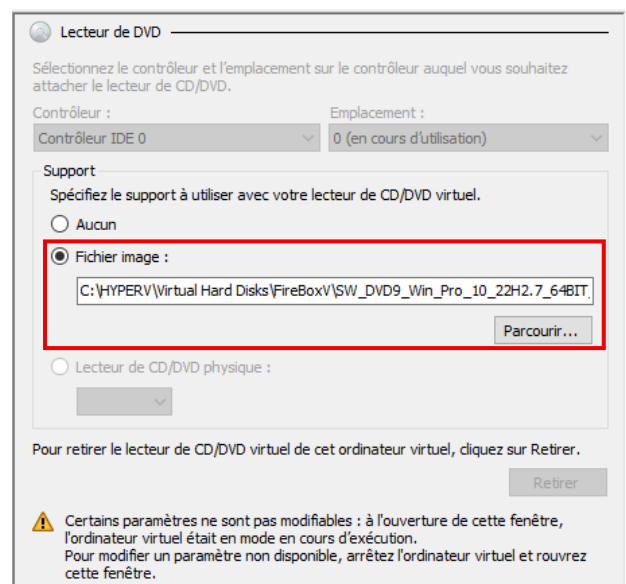 Lecteur de DVD
Sélectionnez le contrôleur et l'emplacement sur le contrôleur auquel vous souhaitez
attacher le lecteur de CD/DVD.
Contrôleur : Emplacement :
Contrôleur IDE 0 0 (en cours d'utilisation)
Support
Spécifiez le support à utiliser avec votre lecteur de CD/DVD virtuel.
Aucun
Fichier image :
C:\HYPERV\Virtual Hard Disks\FireBoxV\SW_DVD9_Win_Pro_10_22H2.7_64BIT_
Parcourir...
Lecteur de CD/DVD physique :
Pour retirer le lecteur de CD/DVD virtuel de cet ordinateur virtuel, cliquez sur Retirer.
Retirer
Certains paramètres ne sont pas modifiables : à l'ouverture de cette fenêtre,
l'ordinateur virtuel était en mode en cours d'exécution.
Pour modifier un paramètre non disponible, arrêtez l'ordinateur virtuel et rouvrez
cette fenêtre.